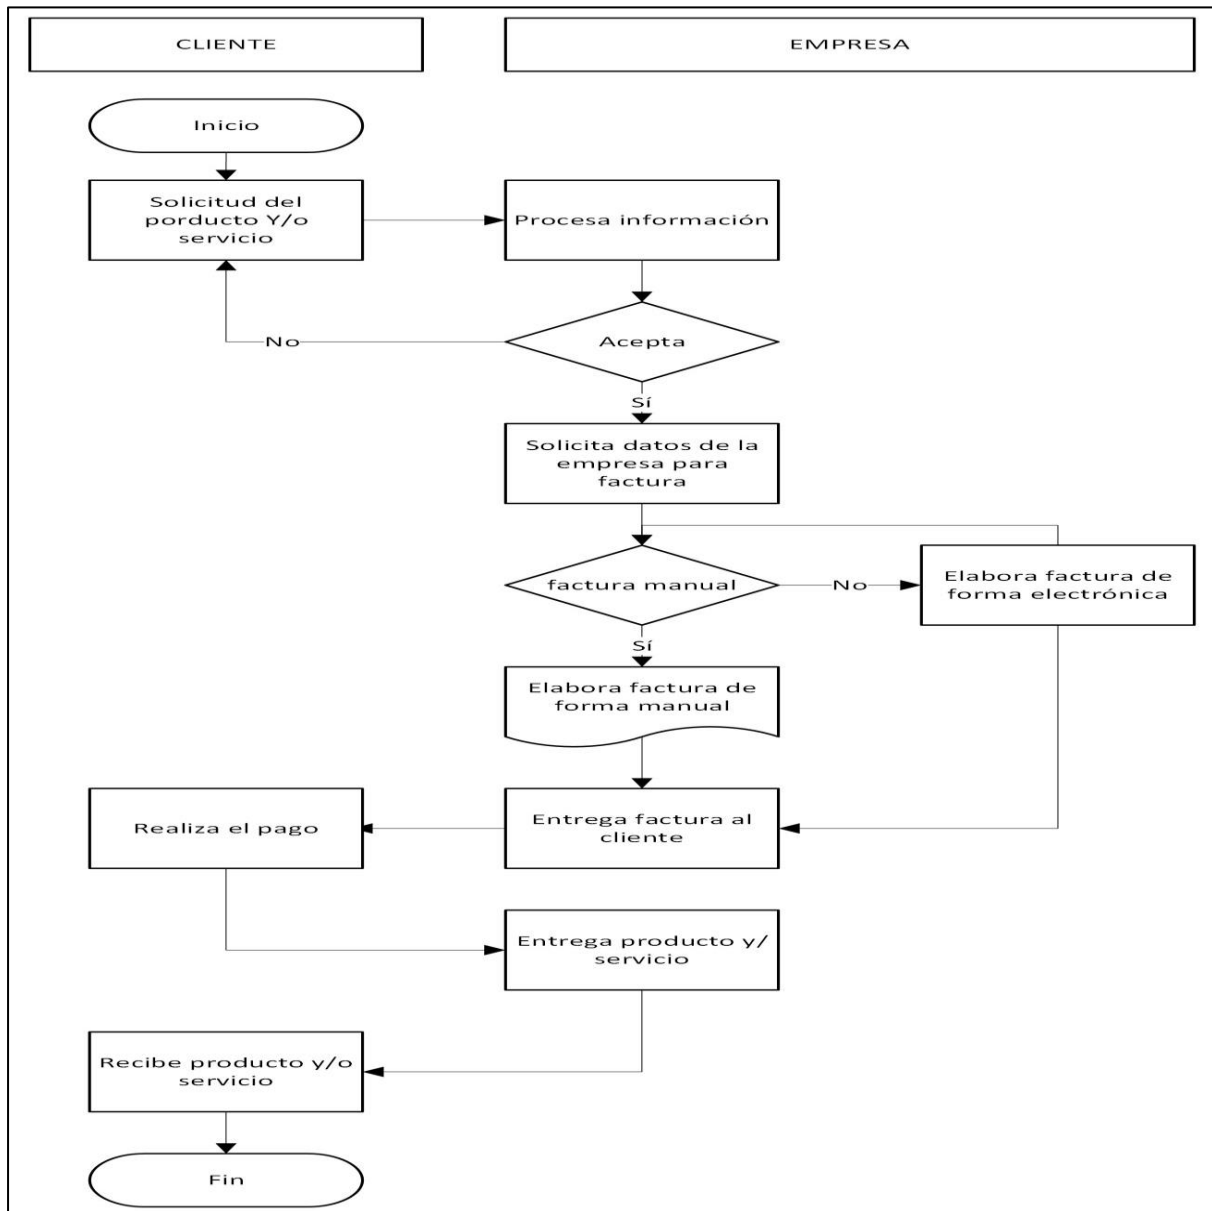 CLIENTE
EMPRESA
Inicio
Solicitud del
porducto Y/o
servicio
Procesa información
Acepta
No
Sí
Solicita datos de la
empresa para
factura
factura manual
No
Elabora factura de
forma electrónica
Sí
Elabora factura de
forma manual
Entrega factura al
cliente
Realiza el pago
Entrega producto y/
servicio
Recibe producto y/o
servicio
Fin